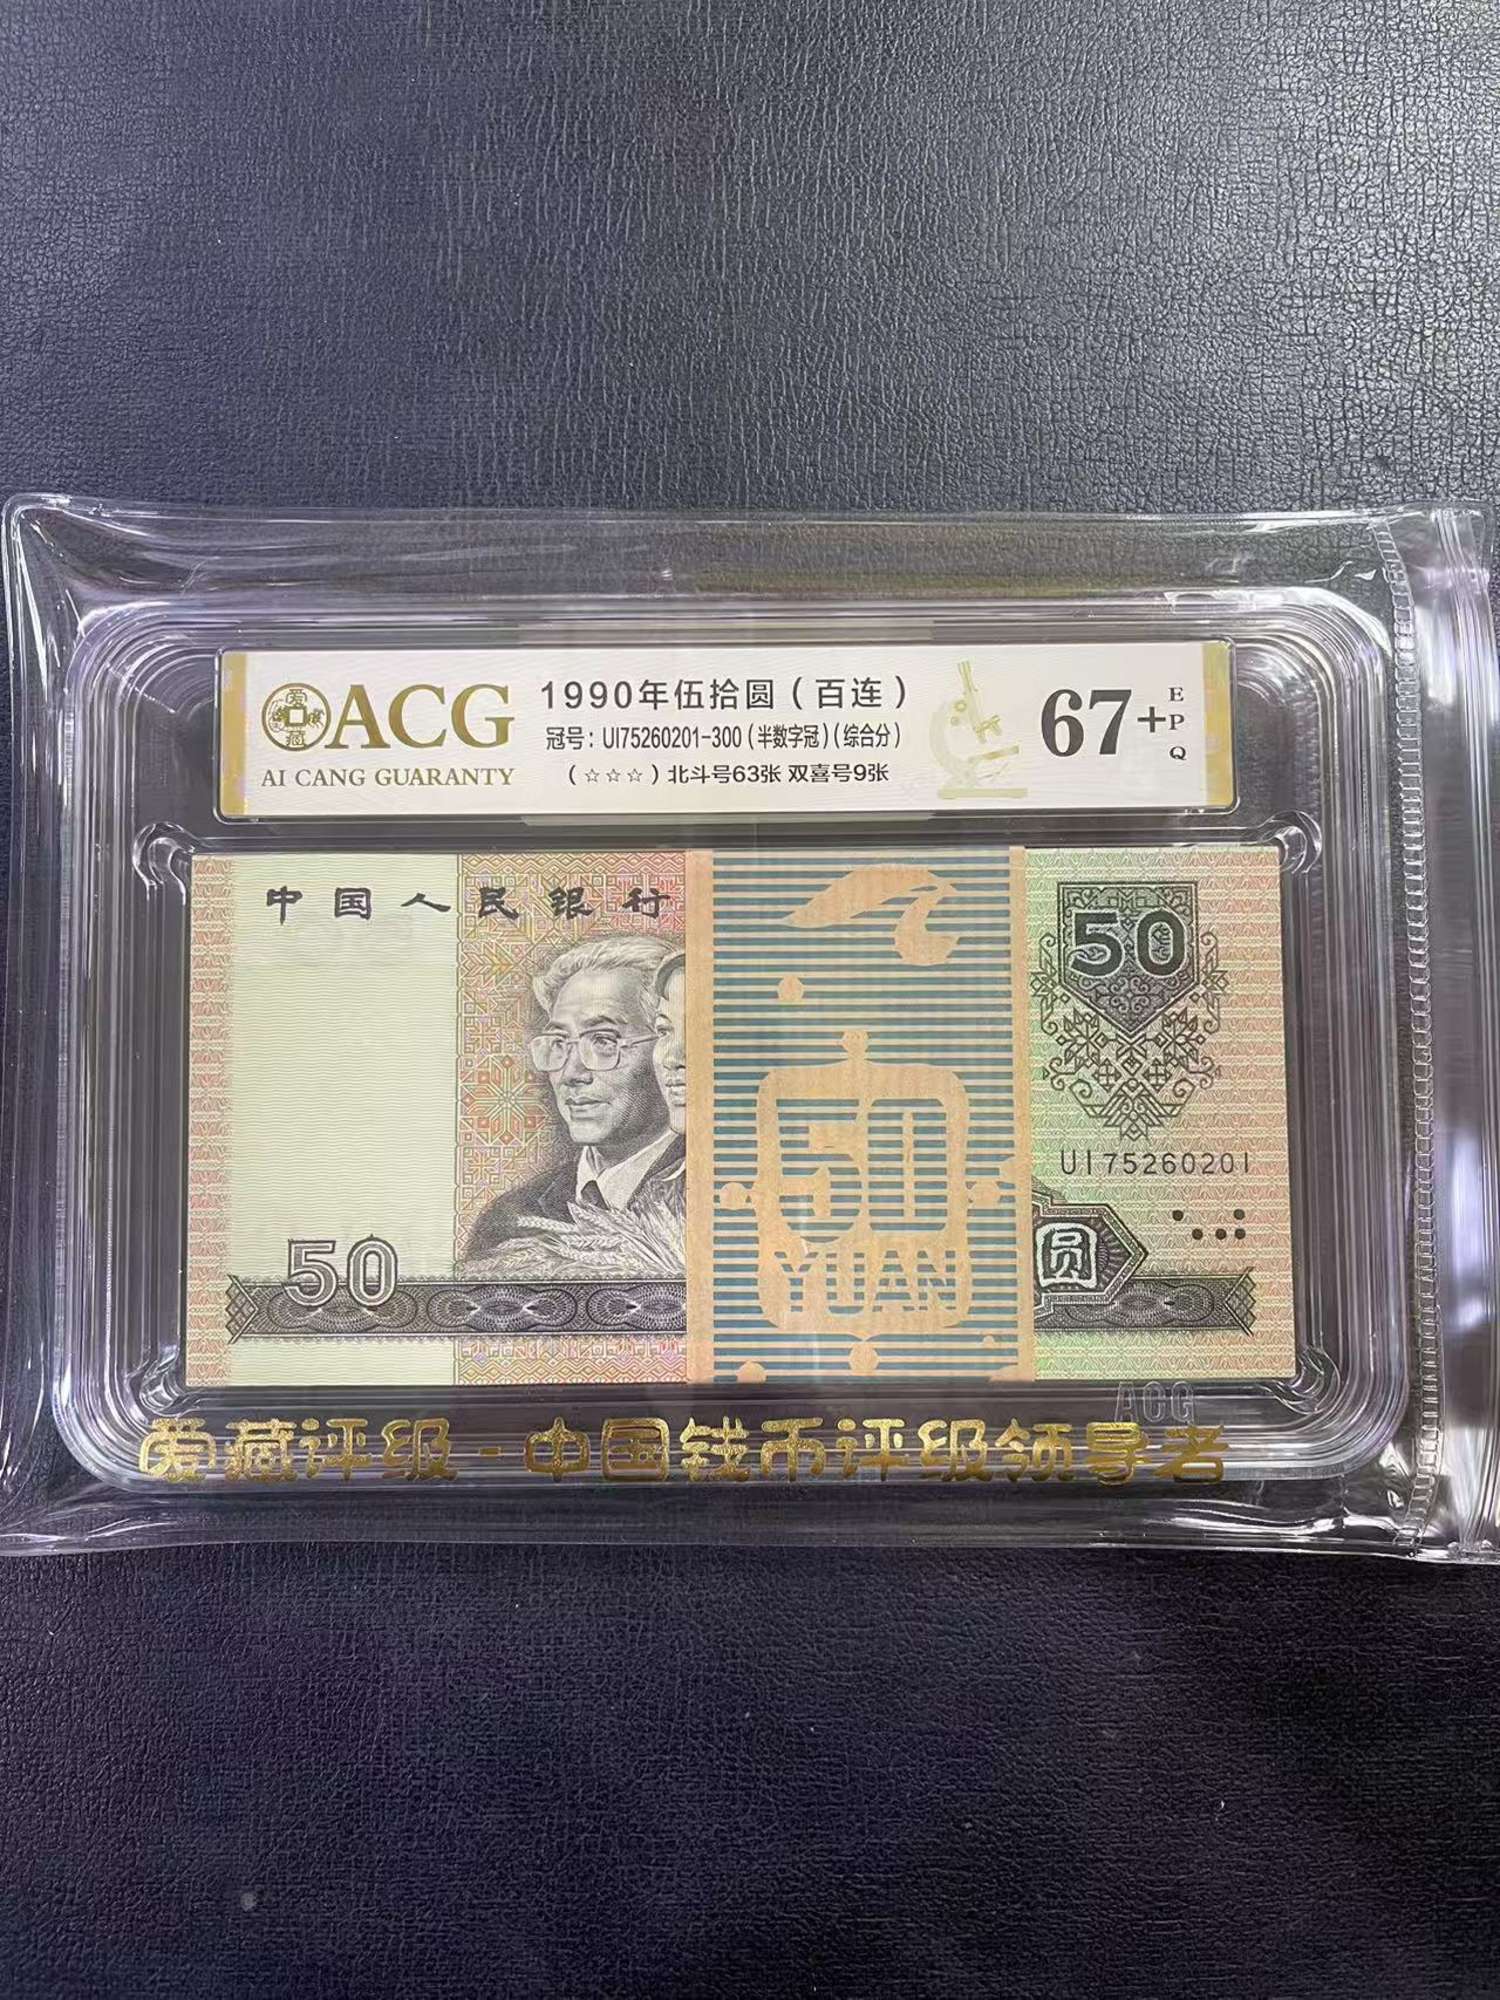 爱藏
ACG
AI CANG GUARANTY
1990年伍拾圆（百连）
冠号：UI75260201-300（半数字冠）（综合分）
（☆☆☆）北斗号63张 双喜号9张
67+
EPQ
中国人民银行
50
UI75260201
50
圆
50
YUAN
ACG
爱藏评级-中国钱币评级领导者